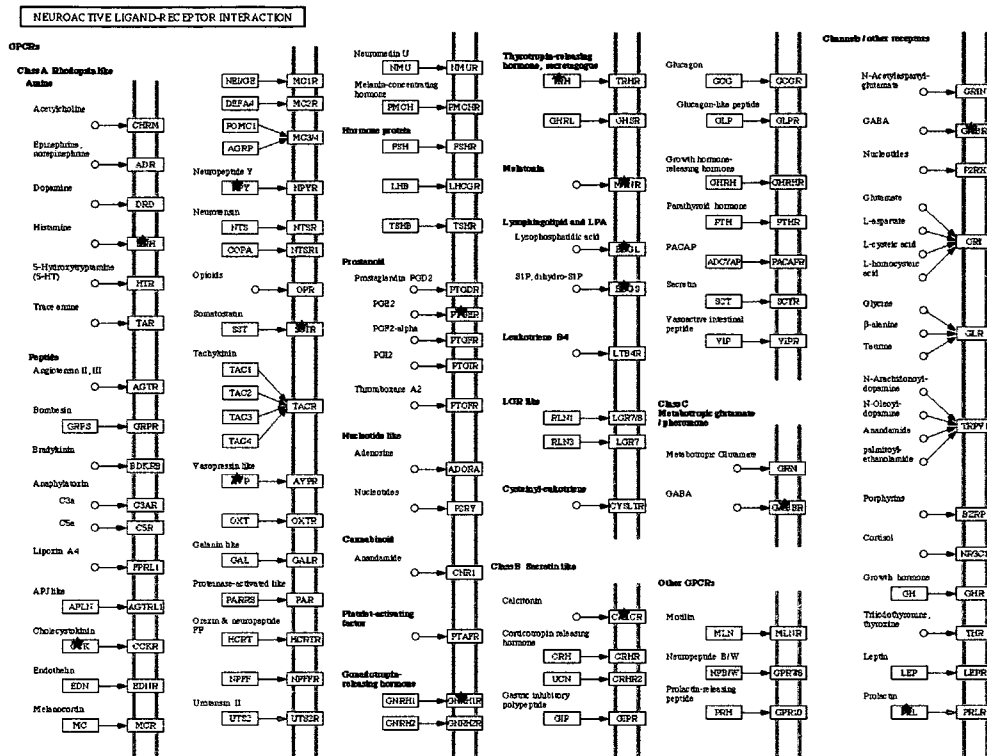 NEUROACTIVE LIGAND-RECEPTOR INTERACTION
GPCRs
Class A Rhodopsin like
Amine
Acetylcholine
CHRM
Epinephrine,
norepinephrine
ADR
Dopamine
DRD
Histamine
5-Hydroxytryptamine
(5-HT)
HTR
Trace amine
TAR
Peptide
Angiotensin II, III
AGTR
Bombesin
GRPS GRPR
Bradykinin
BDKRB
Anaphylatoxin
C3a
C3AR
C5a
C5R
Lipoxin A4
FPRL1
APJ like
APLN AGTRL1
Cholecystokinin
CCKR
Endothelin
EDN EDNR
Melanocortin
MC MCR
MC1R
DEFA4 MC2R
POMC1
MC3/4
AGRP
Neuropeptide Y
NPYR
Neurotensin
NTS NTSR
COPA NTSR1
Opioids
OPR
Somatostatin
SST
Tachykinin
TAC1
TAC2
TACR
TAC3
TAC4
Vasopressin like
AVPR
OXT OXTR
Galanin like
GAL GALR
Proteinase-activated like
PARRS PAR
Orexin & neuropeptide
FF
HCRT HCRTR
NPFF NPFFR
Urotensin II
UTS2 UTS2R
Neuromedin U
NMU NMUR
Melanin-concentrating
hormone
PMCH PMCHR
Hormone protein
FSH FSHR
LHB LHCGR
TSHB TSHR
Prostanoid
Prostaglandin PGD2
PTGDR
PGE2
PGF2-alpha
PTGFR
PGI2
PTGIR
Thromboxane A2
PTGFR
Nucleotide like
Adenosine
ADORA
Nucleotides
P2RY
Cannabinoid
Anandamide
CNR1
Platelet-activating
factor
PTAFR
Gonadotropin-
releasing hormone
GNRH1 GNRH1R
GNRH2 GNRH2R
Thyrotropin-releasing
hormone, secretagogue
TRHR
GHRL GHSR
Melatonin
Lysophingolipid and LPA
Lysophosphatidic acid
S1P, dihydro-S1P
Leukotriene B4
LTB4R
LGR like
RLN1 LGR7/8
RLN3 LGR7
Cysteinyl-eukotriene
CYSLTR
Class B Secretin like
Calcitonin
Corticotropin releasing
hormone
CRH CRHR
UCN CRHR2
Gastric inhibitory
polypeptide
GIP GIPR
Glucagon
GCG GCGR
Glucagon-like peptide
GLP GLPR
Growth hormone-
releasing hormone
GHRH GHRHR
Parathyroid hormone
PTH PTHR
PACAP
ADCYAP PACAPR
Secretin
SCT SCTR
Vasoactive intestinal
peptide
VIP VIPR
Class C
Metabotropic glutamate
/ pheromone
Metabotropic Glutamate
GRN
GABA
Other GPCRs
Motilin
MLN MLNR
Neuropeptide B/W
NPB/W GPR7/8
Prolactin-releasing
peptide
PRH GPR10
Channels / other receptors
N-Acetylaspartyl-
glutamate
GRIN
GABA
Nucleotides
P2RX
Glutamate
L-aspartate
L-cysteic acid
GRI
L-homocysteic
acid
Glycine
β-alanine
GLR
Taurine
N-Arachidonoyl-
dopamine
N-Oleoyl-
dopamine
TRPV1
Anandamide
palmitoyl-
ethanolamide
Porphyrins
BZRP
Cortisol
NR3C1
Growth hormone
GH GHR
Triiodothyronine,
thyroxine
THR
Leptin
LEP LEPR
Prolactin
PRLR